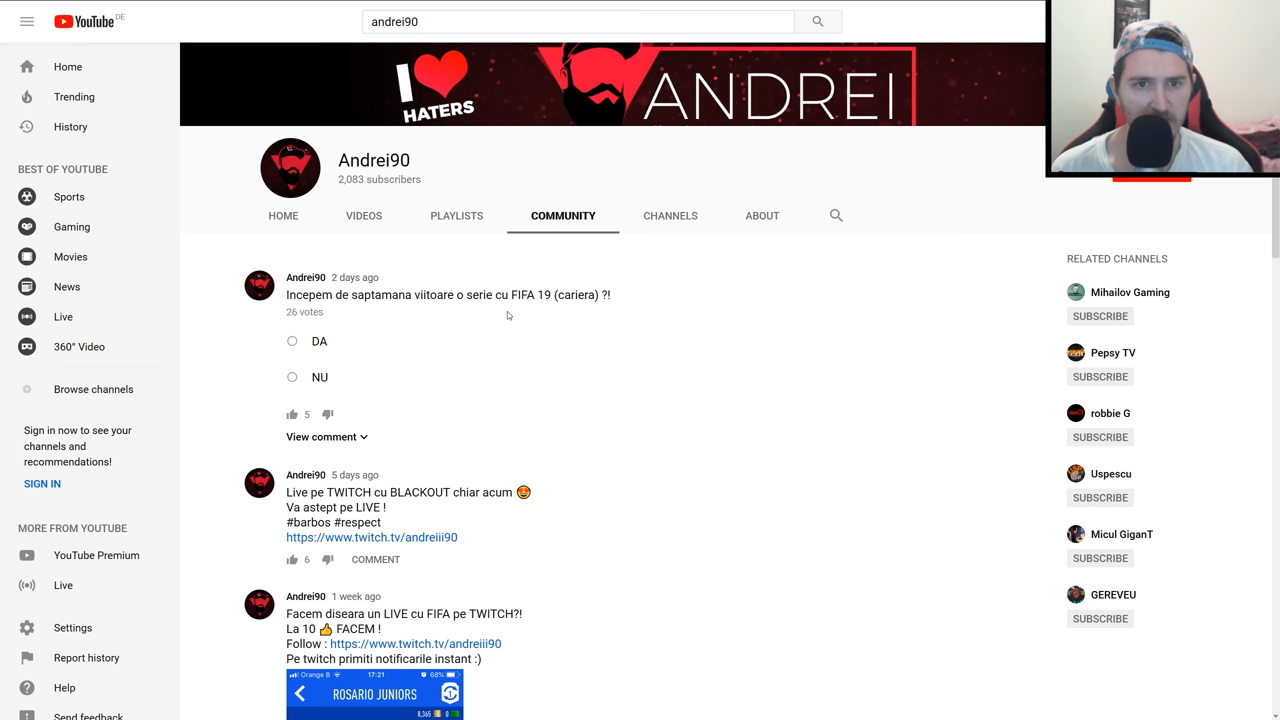 YouTube DE
andrei90
Home
Trending
History
BEST OF YOUTUBE
Sports
Gaming
Movies
News
Live
360° Video
Browse channels
Sign in now to see your
channels and
recommendations!
SIGN IN
MORE FROM YOUTUBE
YouTube Premium
Live
Settings
Report history
Help
Send feedback
I
HATERS
ANDREI
Andrei90
2,083 subscribers
HOME VIDEOS PLAYLISTS COMMUNITY CHANNELS ABOUT
Andrei90 2 days ago
Incepem de saptamana viitoare o serie cu FIFA 19 (cariera) ?!
26 votes
DA
NU
5
View comment
Andrei90 5 days ago
Live pe TWITCH cu BLACKOUT chiar acum 😍
Va astept pe LIVE !
#barbos #respect
https://www.twitch.tv/andreiii90
6 COMMENT
Andrei90 1 week ago
Facem diseara un LIVE cu FIFA pe TWITCH?!
La 10 👍 FACEM !
Follow : https://www.twitch.tv/andreiii90
Pe twitch primiti notificarile instant :)
Orange B 17:21 68%
ROSARIO JUNIORS
8,365 0
RELATED CHANNELS
Mihailov Gaming
SUBSCRIBE
Pepsy TV
SUBSCRIBE
robbie G
SUBSCRIBE
Uspescu
SUBSCRIBE
Micul GiganT
SUBSCRIBE
GEREVEU
SUBSCRIBE